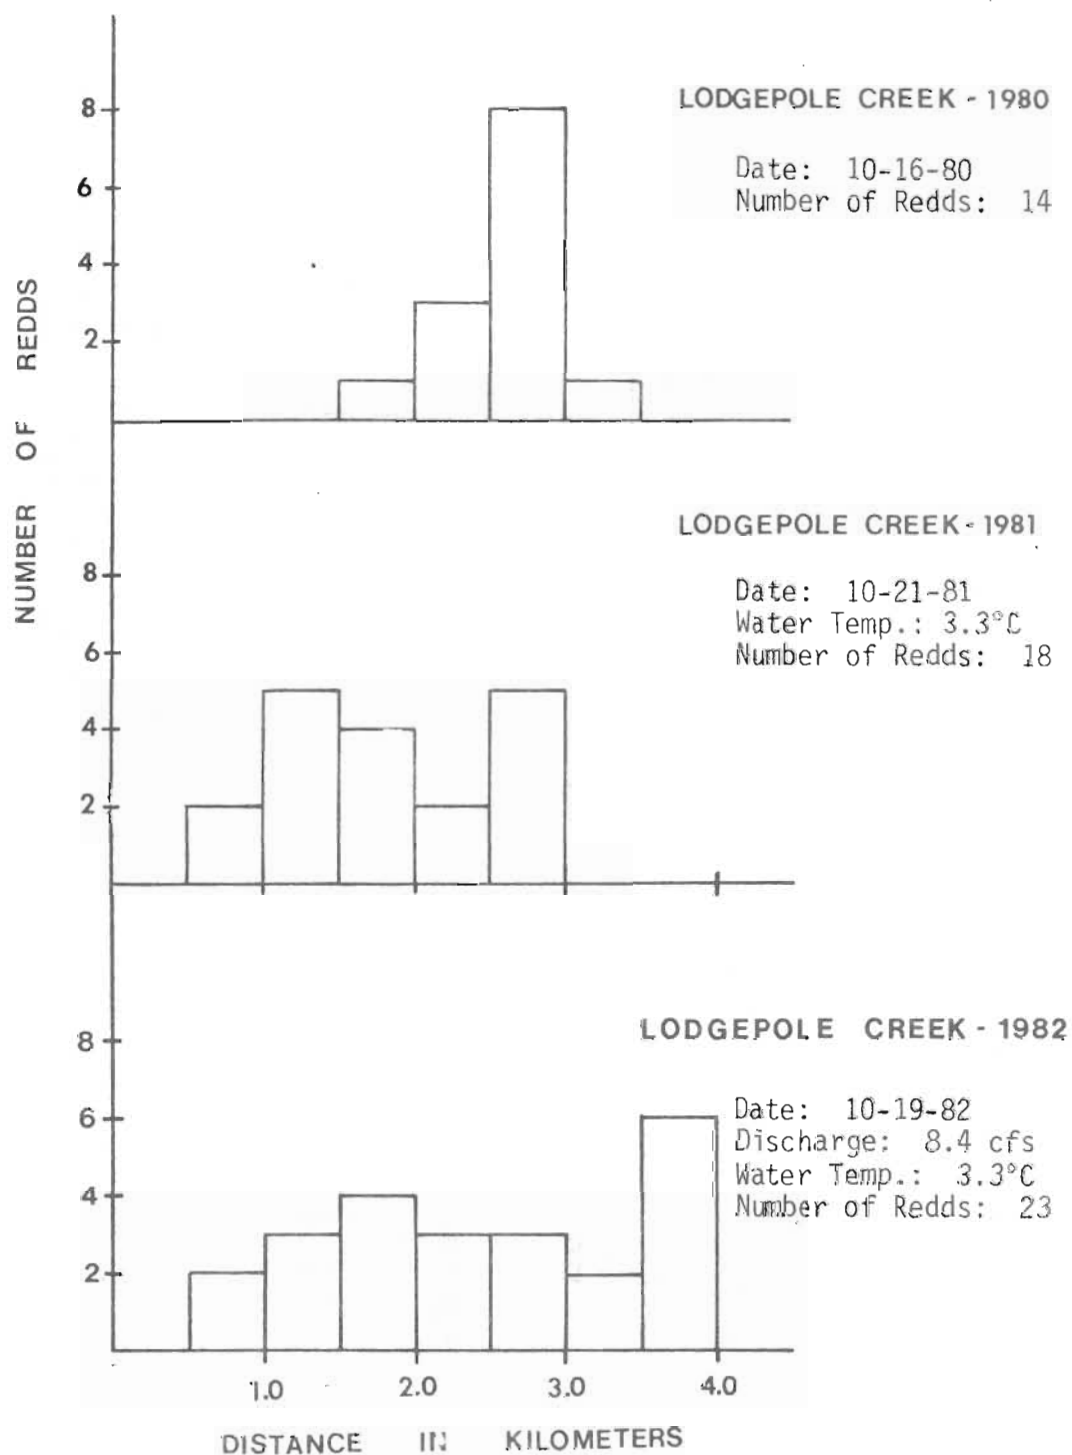 NUMBER OF REDDS
LODGEPOLE CREEK - 1980
Date: 10-16-80
Number of Redds: 14
8
6
4
2
LODGEPOLE CREEK - 1981
Date: 10-21-81
Water Temp.: 3.3°C
Number of Redds: 18
8
6
4
2
LODGEPOLE CREEK - 1982
Date: 10-19-82
Discharge: 8.4 cfs
Water Temp.: 3.3°C
Number of Redds: 23
8
6
4
2
1.0 2.0 3.0 4.0
DISTANCE IN KILOMETERS